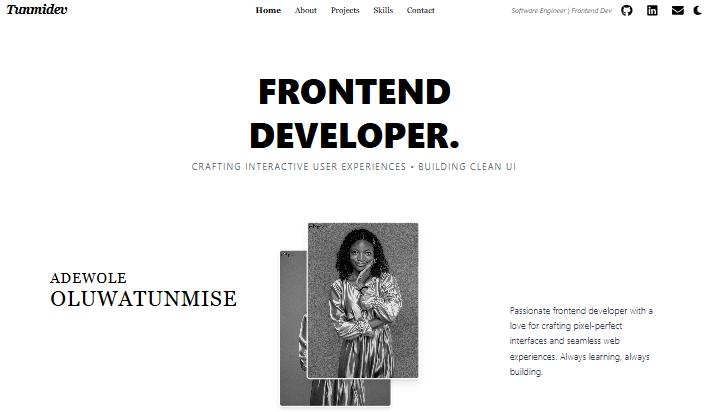 Tunmidev
Home About Projects Skills Contact
Software Engineer | Frontend Dev
FRONTEND
DEVELOPER.
CRAFTING INTERACTIVE USER EXPERIENCES • BUILDING CLEAN UI
ADEWOLE
OLUWATUNMISE
Passionate frontend developer with a
love for crafting pixel-perfect
interfaces and seamless web
experiences. Always learning, always
building.